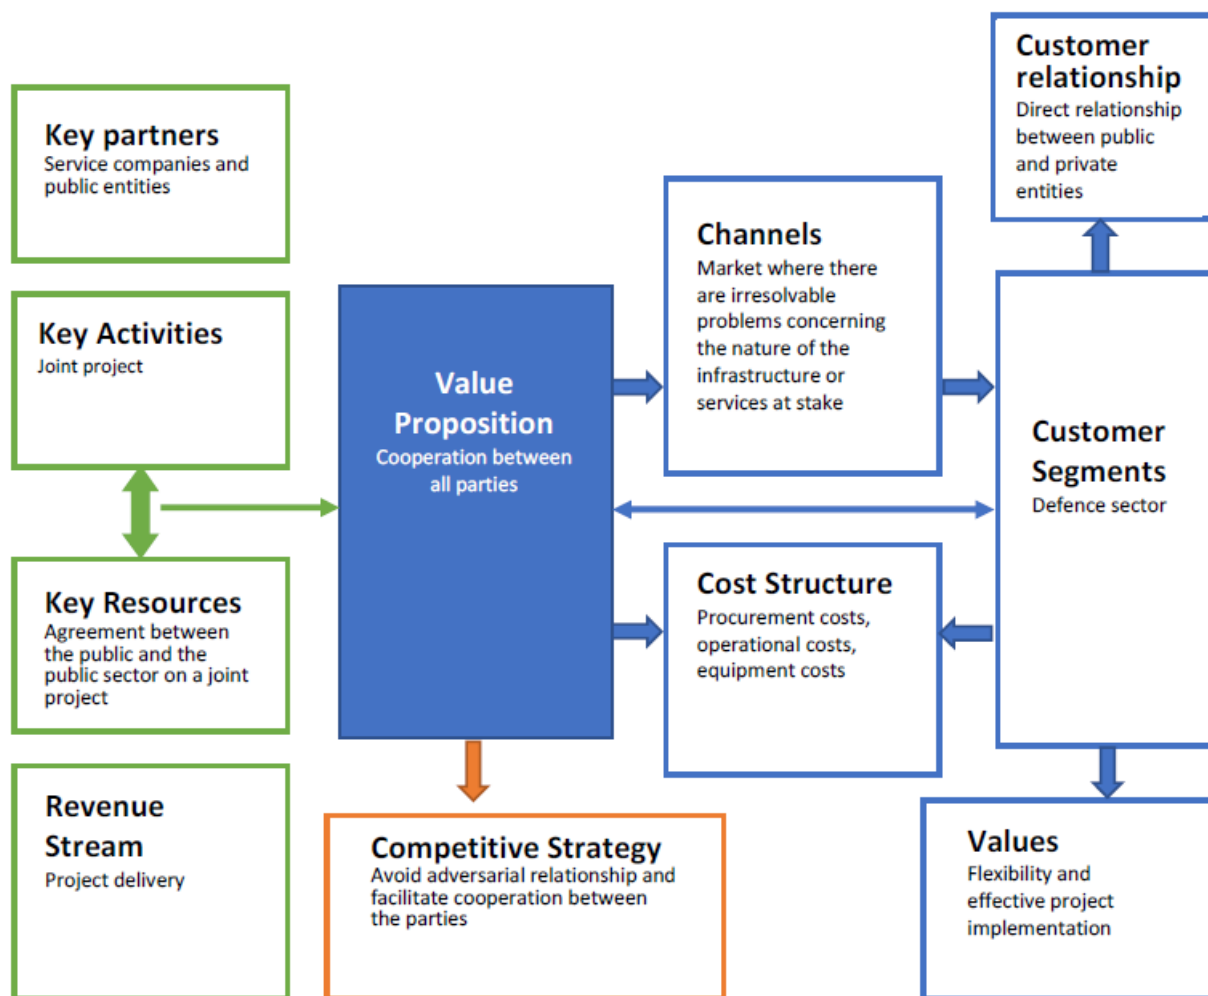 Key partners
Service companies and
public entities
Key Activities
Joint project
Key Resources
Agreement between
the public and the
public sector on a joint
project
Revenue
Stream
Project delivery
Value
Proposition
Cooperation between
all parties
Competitive Strategy
Avoid adversarial relationship and
facilitate cooperation between
the parties
Channels
Market where there
are irresolvable
problems concerning
the nature of the
infrastructure or
services at stake
Cost Structure
Procurement costs,
operational costs,
equipment costs
Customer
relationship
Direct relationship
between public
and private
entities
Customer
Segments
Defence sector
Values
Flexibility and
effective project
implementation